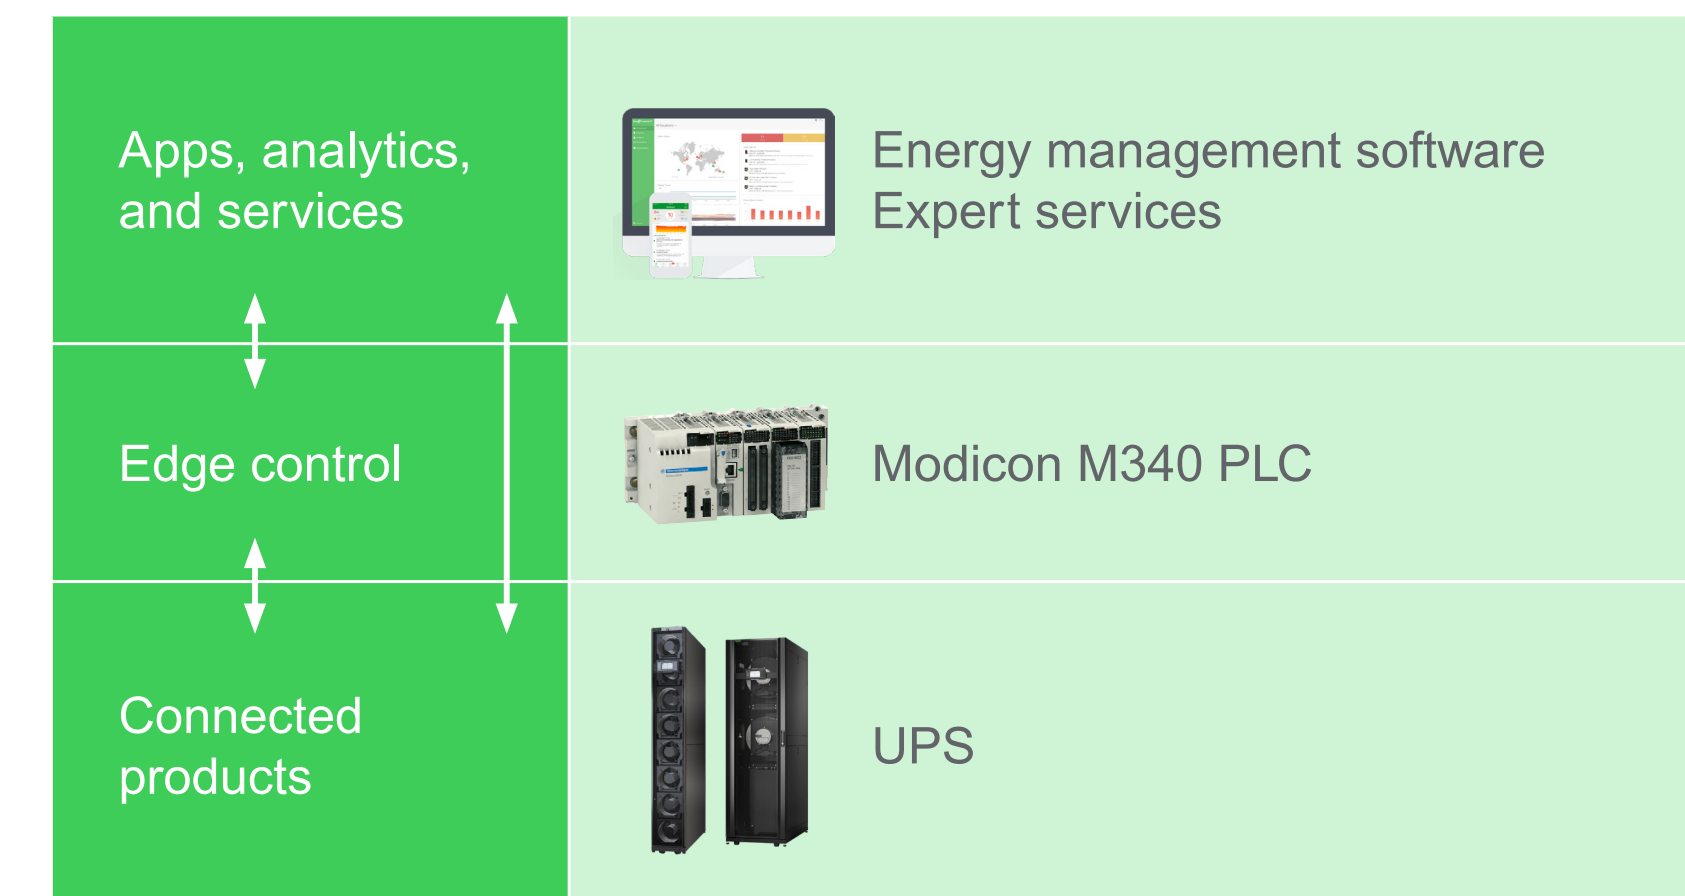 Apps, analytics,
and services
Energy management software
Expert services
Edge control
Modicon M340 PLC
Connected
products
UPS